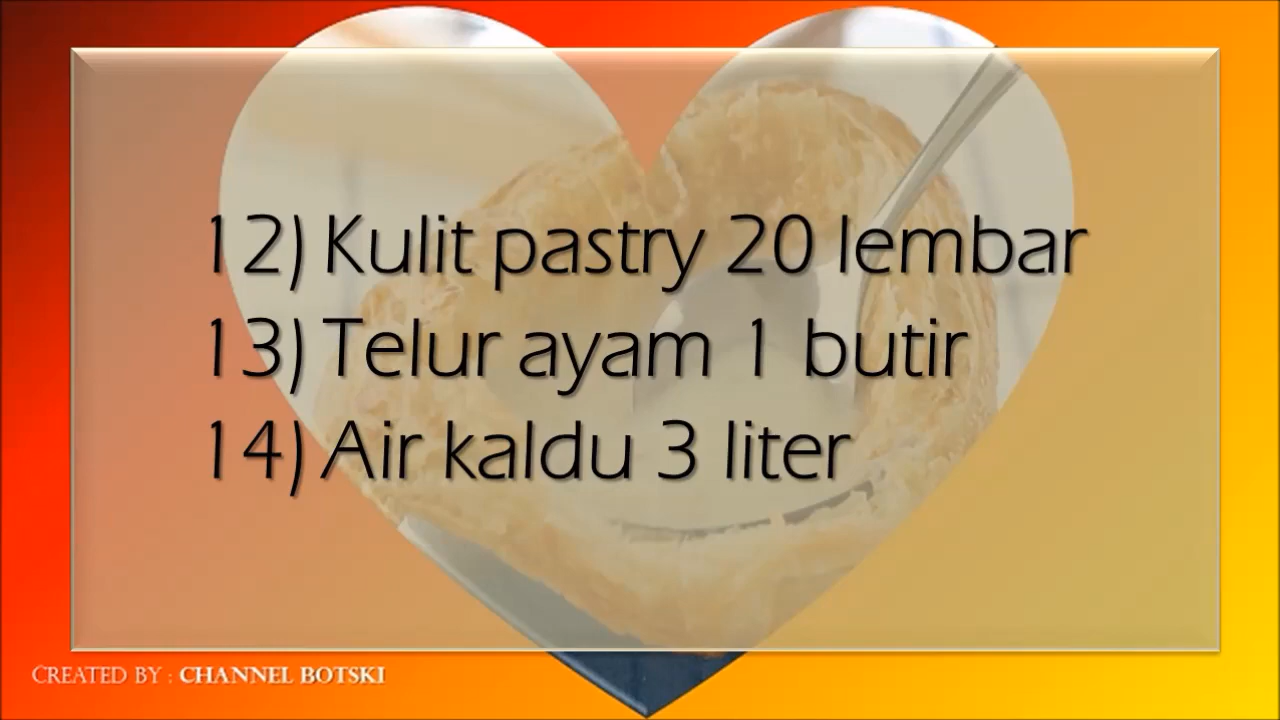 12) Kulit pastry 20 lembar
13) Telur ayam 1 butir
14) Air kaldu 3 liter
CREATED BY : CHANNEL BOTSKI